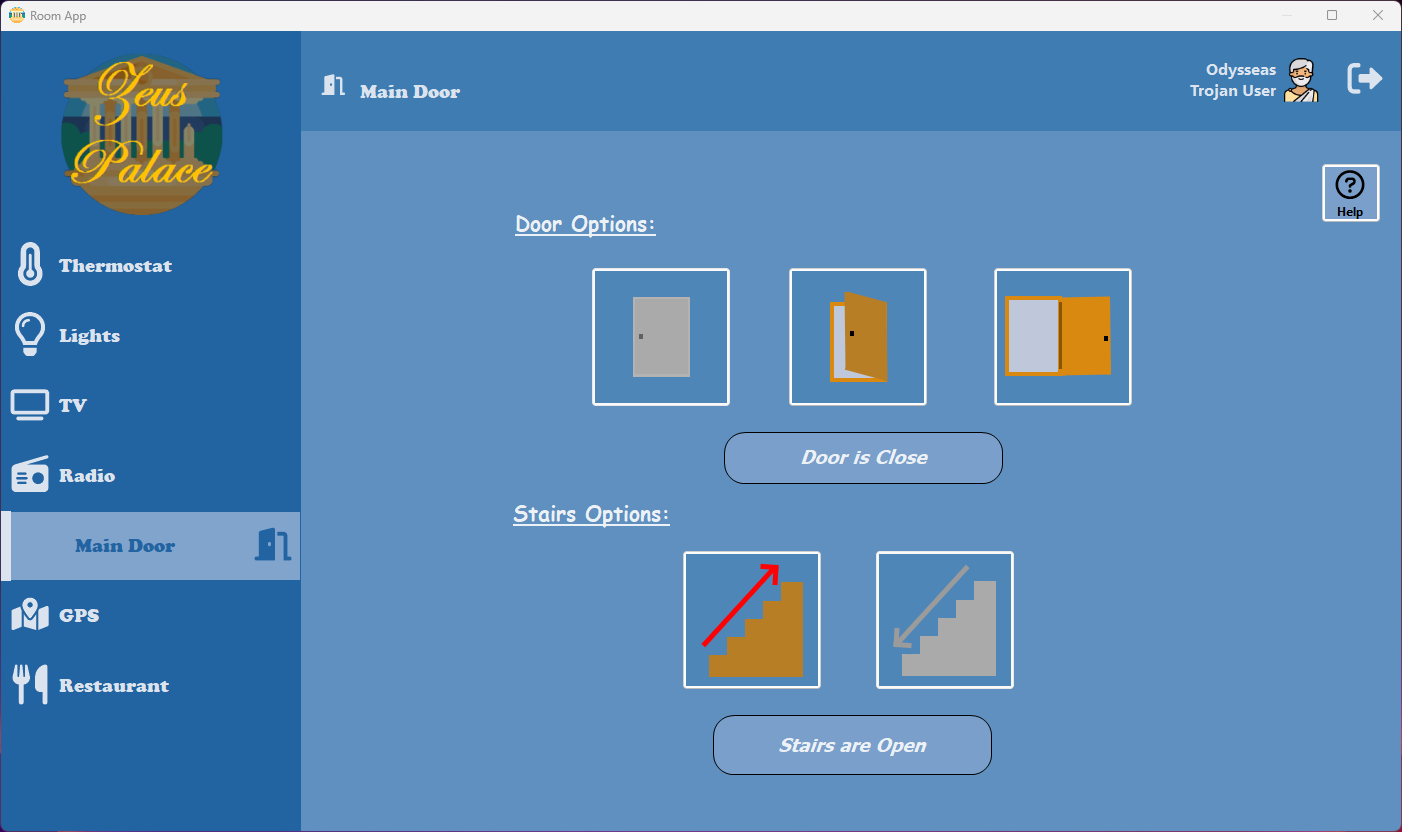 Room App
Zeus
Palace
Main Door
Odysseas
Trojan User
Help
Thermostat
Lights
TV
Radio
Main Door
GPS
Restaurant
Door Options:
Door is Close
Stairs Options:
Stairs are Open